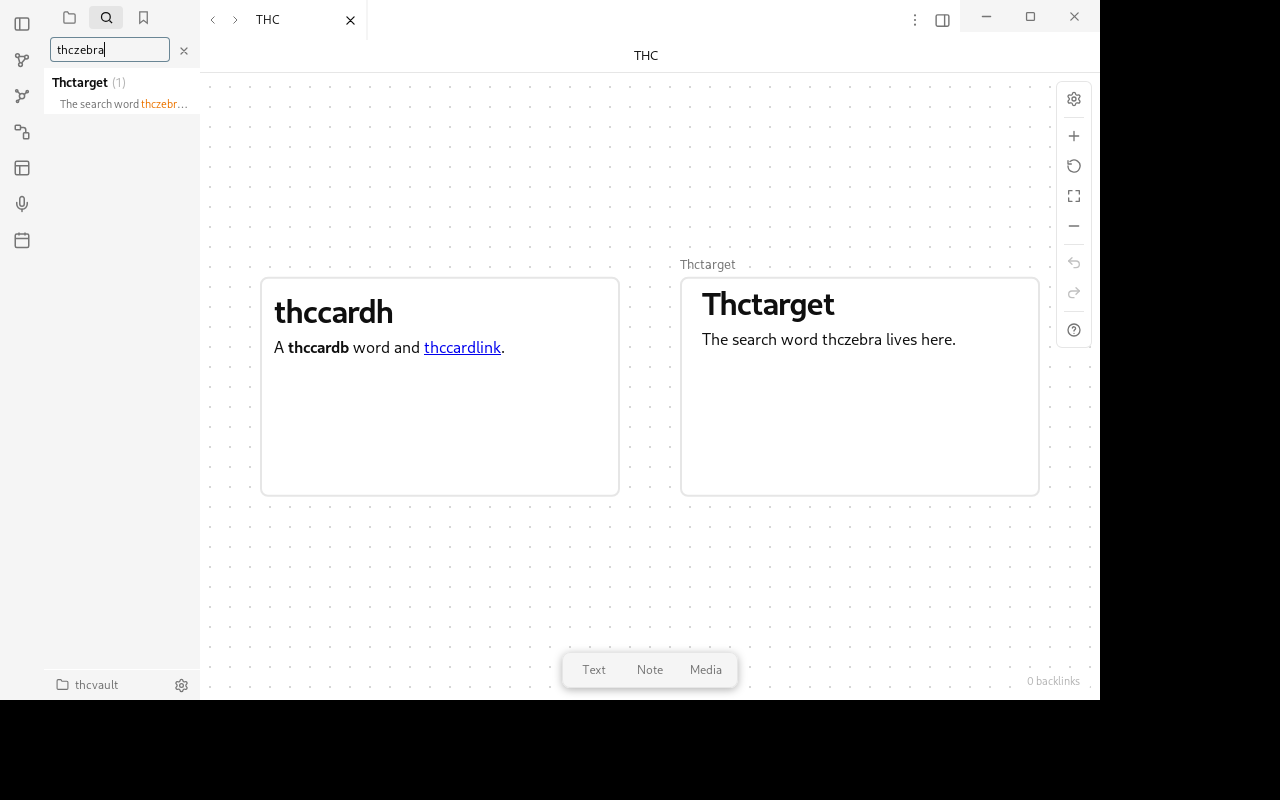 THC
thczebra
THC
Thctarget (1)
The search word thczebr…
Thctarget
thccardh
A thccardb word and thccardlink.
Thctarget
The search word thczebra lives here.
Text Note Media
thcvault
0 backlinks